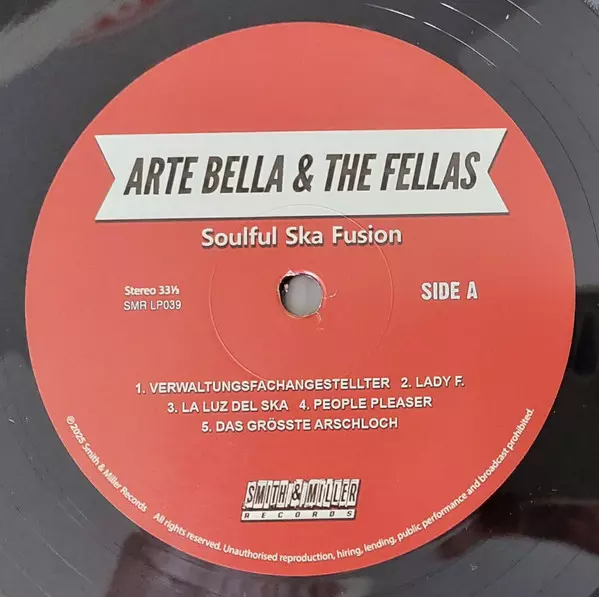 ARTE BELLA & THE FELLAS
Soulful Ska Fusion
Stereo 33⅓
SMR LP039
SIDE A
1. VERWALTUNGSFACHANGESTELLTER 2. LADY F.
3. LA LUZ DEL SKA 4. PEOPLE PLEASER
5. DAS GRÖSSTE ARSCHLOCH
SMITH & MILLER
RECORDS
℗2025 Smith & Miller Records All rights reserved. Unauthorised reproduction, hiring, lending, public performance and broadcast prohibited.